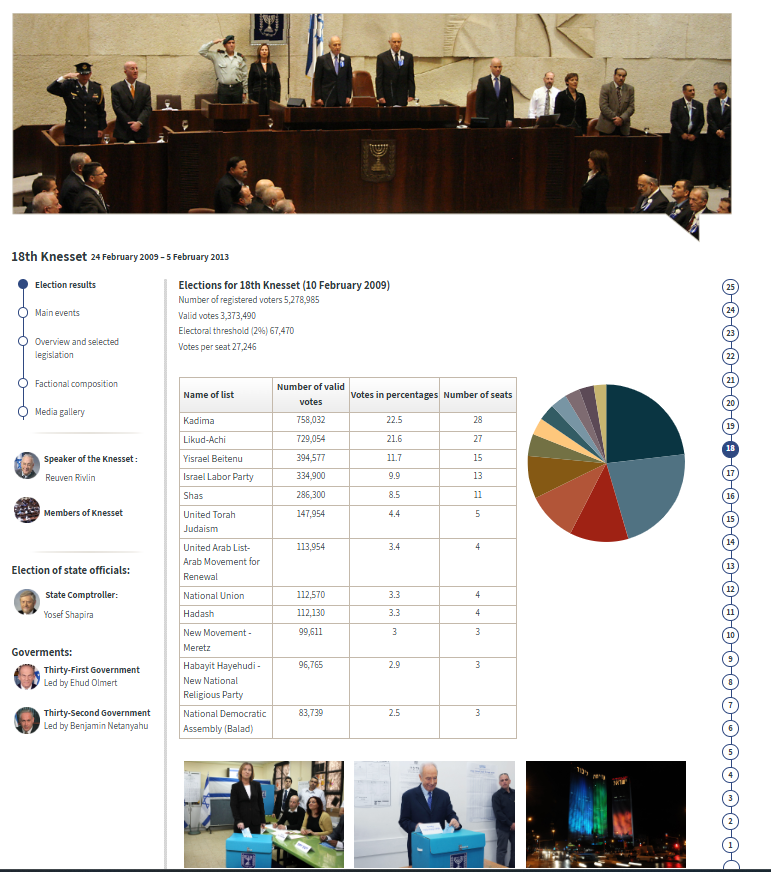 18th Knesset 24 February 2009 – 5 February 2013
Election results
Main events
Overview and selected
legislation
Factional composition
Media gallery
Speaker of the Knesset :
Reuven Rivlin
Members of Knesset
Election of state officials:
State Comptroller:
Yosef Shapira
Goverments:
Thirty-First Government
Led by Ehud Olmert
Thirty-Second Government
Led by Benjamin Netanyahu
Elections for 18th Knesset (10 February 2009)
Number of registered voters 5,278,985
Valid votes 3,373,490
Electoral threshold (2%) 67,470
Votes per seat 27,246
Name of list Number of valid votes Votes in percentages Number of seats
Kadima 758,032 22.5 28
Likud-Achi 729,054 21.6 27
Yisrael Beitenu 394,577 11.7 15
Israel Labor Party 334,900 9.9 13
Shas 286,300 8.5 11
United Torah 147,954 4.4 5
Judaism
United Arab List- 113,954 3.4 4
Arab Movement for
Renewal
National Union 112,570 3.3 4
Hadash 112,130 3.3 4
New Movement - 99,611 3 3
Meretz
Habayit Hayehudi - 96,765 2.9 3
New National
Religious Party
National Democratic 83,739 2.5 3
Assembly (Balad)
25
24
23
22
21
20
19
18
17
16
15
14
13
12
11
10
9
8
7
6
5
4
3
2
1